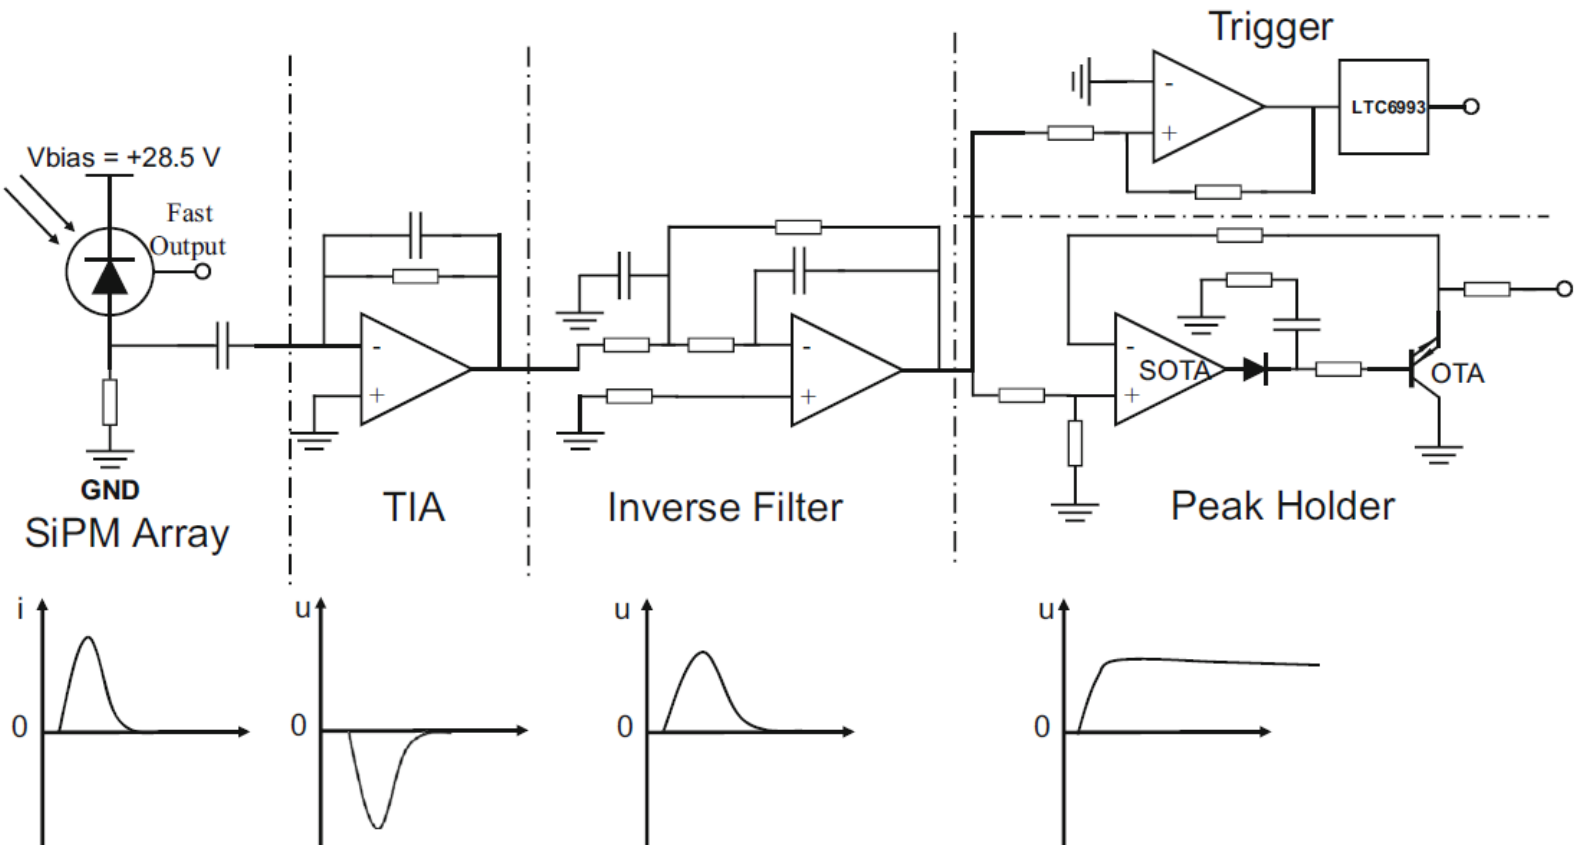 Trigger
-
+
LTC6993
Vbias = +28.5 V
Fast
Output
-
+
-
+
-
+
SOTA
OTA
GND
SiPM Array
TIA
Inverse Filter
Peak Holder
i
u
u
u
0
0
0
0